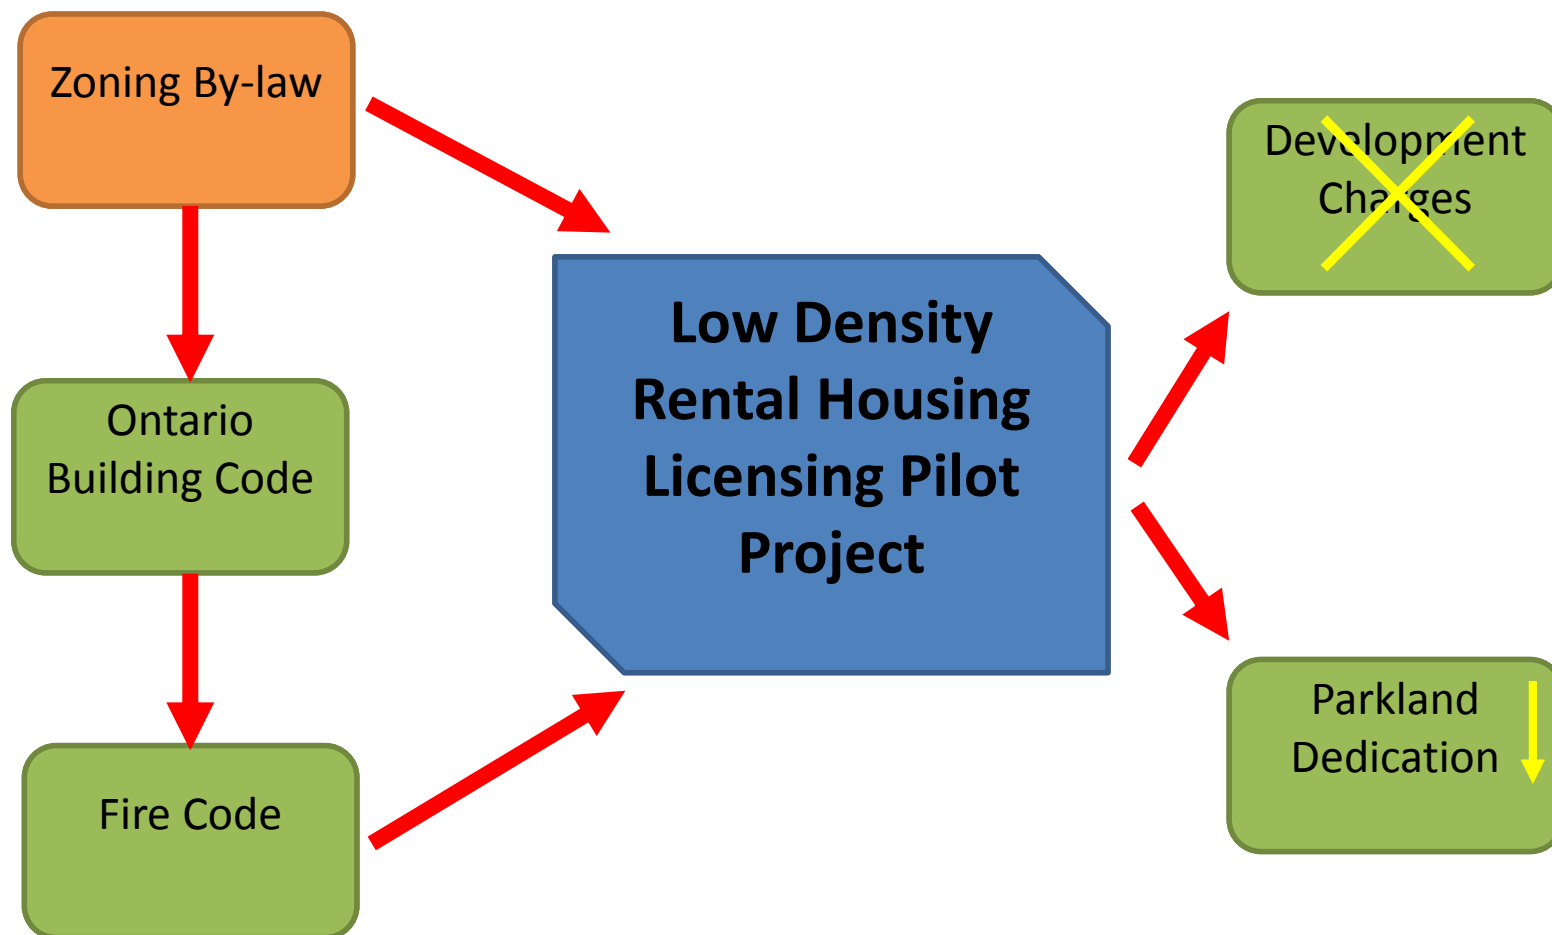 Zoning By-law
Ontario
Building Code
Fire Code
Low Density
Rental Housing
Licensing Pilot
Project
Development
Charges
Parkland
Dedication